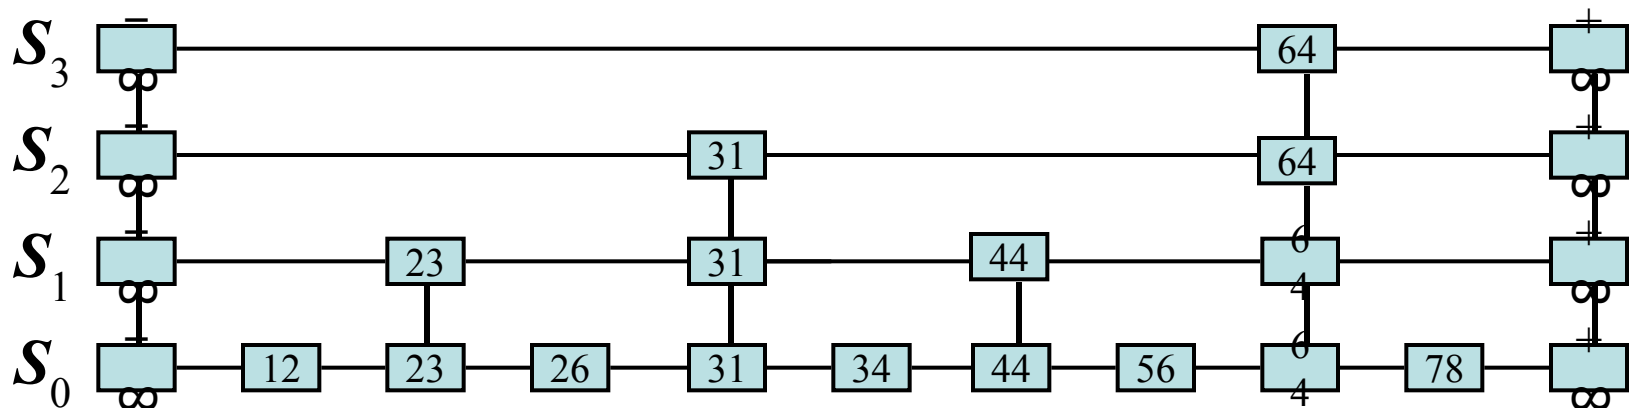 S3 −∞ 64 +∞
S2 −∞ 31 64 +∞
S1 −∞ 23 31 44 64 +∞
S0 −∞ 12 23 26 31 34 44 56 64 78 +∞